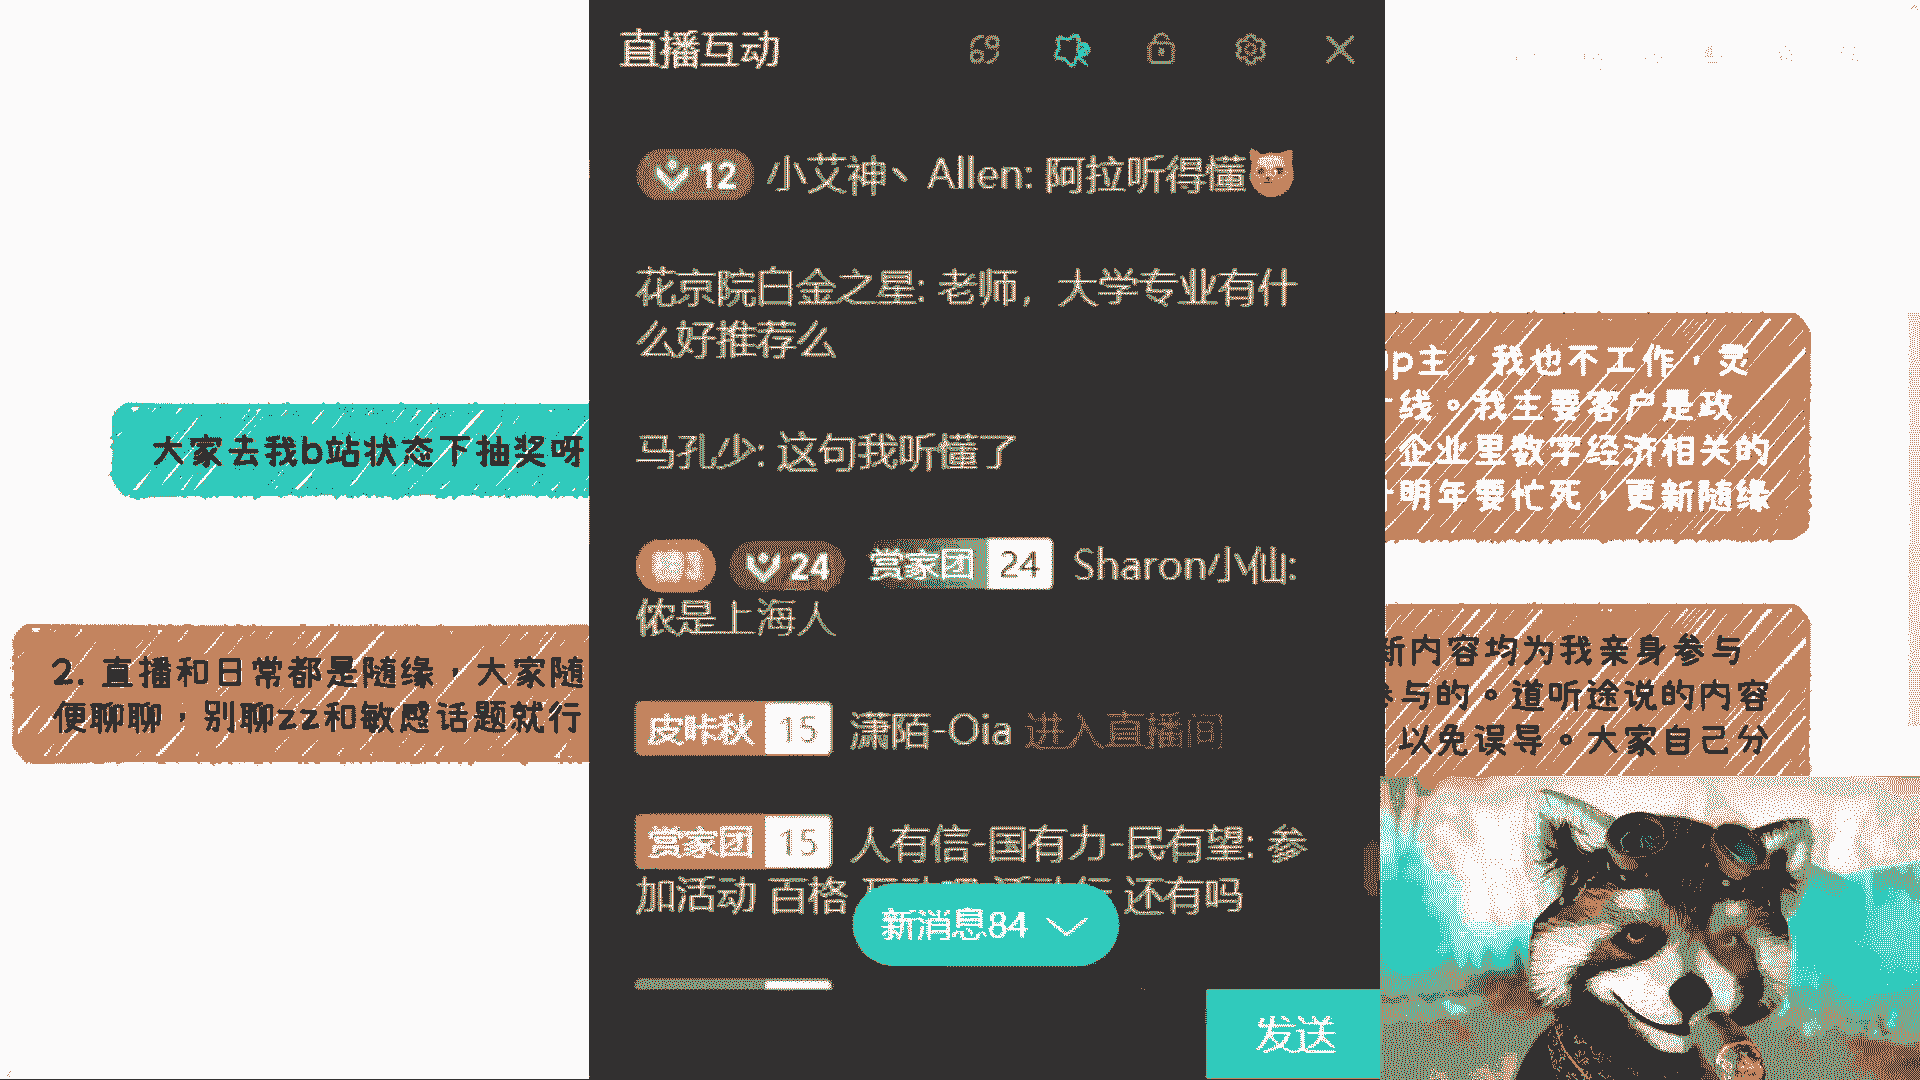 直播互动
12 小艾神丶 Allen: 阿拉听得懂
花京院白金之星: 老师，大学专业有什
么好推荐么
马孔少: 这句我听懂了
24 赏家团 24 Sharon小仙:
侬是上海人
皮咔秋 15 潇陌-Oia 进入直播间
赏家团 15 人有信-国有力-民有望: 参
加活动 百格 还有吗
新消息84
发送
大家去我b站状态下抽奖呀
2. 直播和日常都是随缘，大家随
便聊聊，别聊zz和敏感话题就行
p主，我也不工作，灵
线。我主要客户是政
企业里数字经济相关的
明年要忙死，更新随缘
新内容均为我亲身参与
参与的。道听途说的内容
以免误导。大家自己分